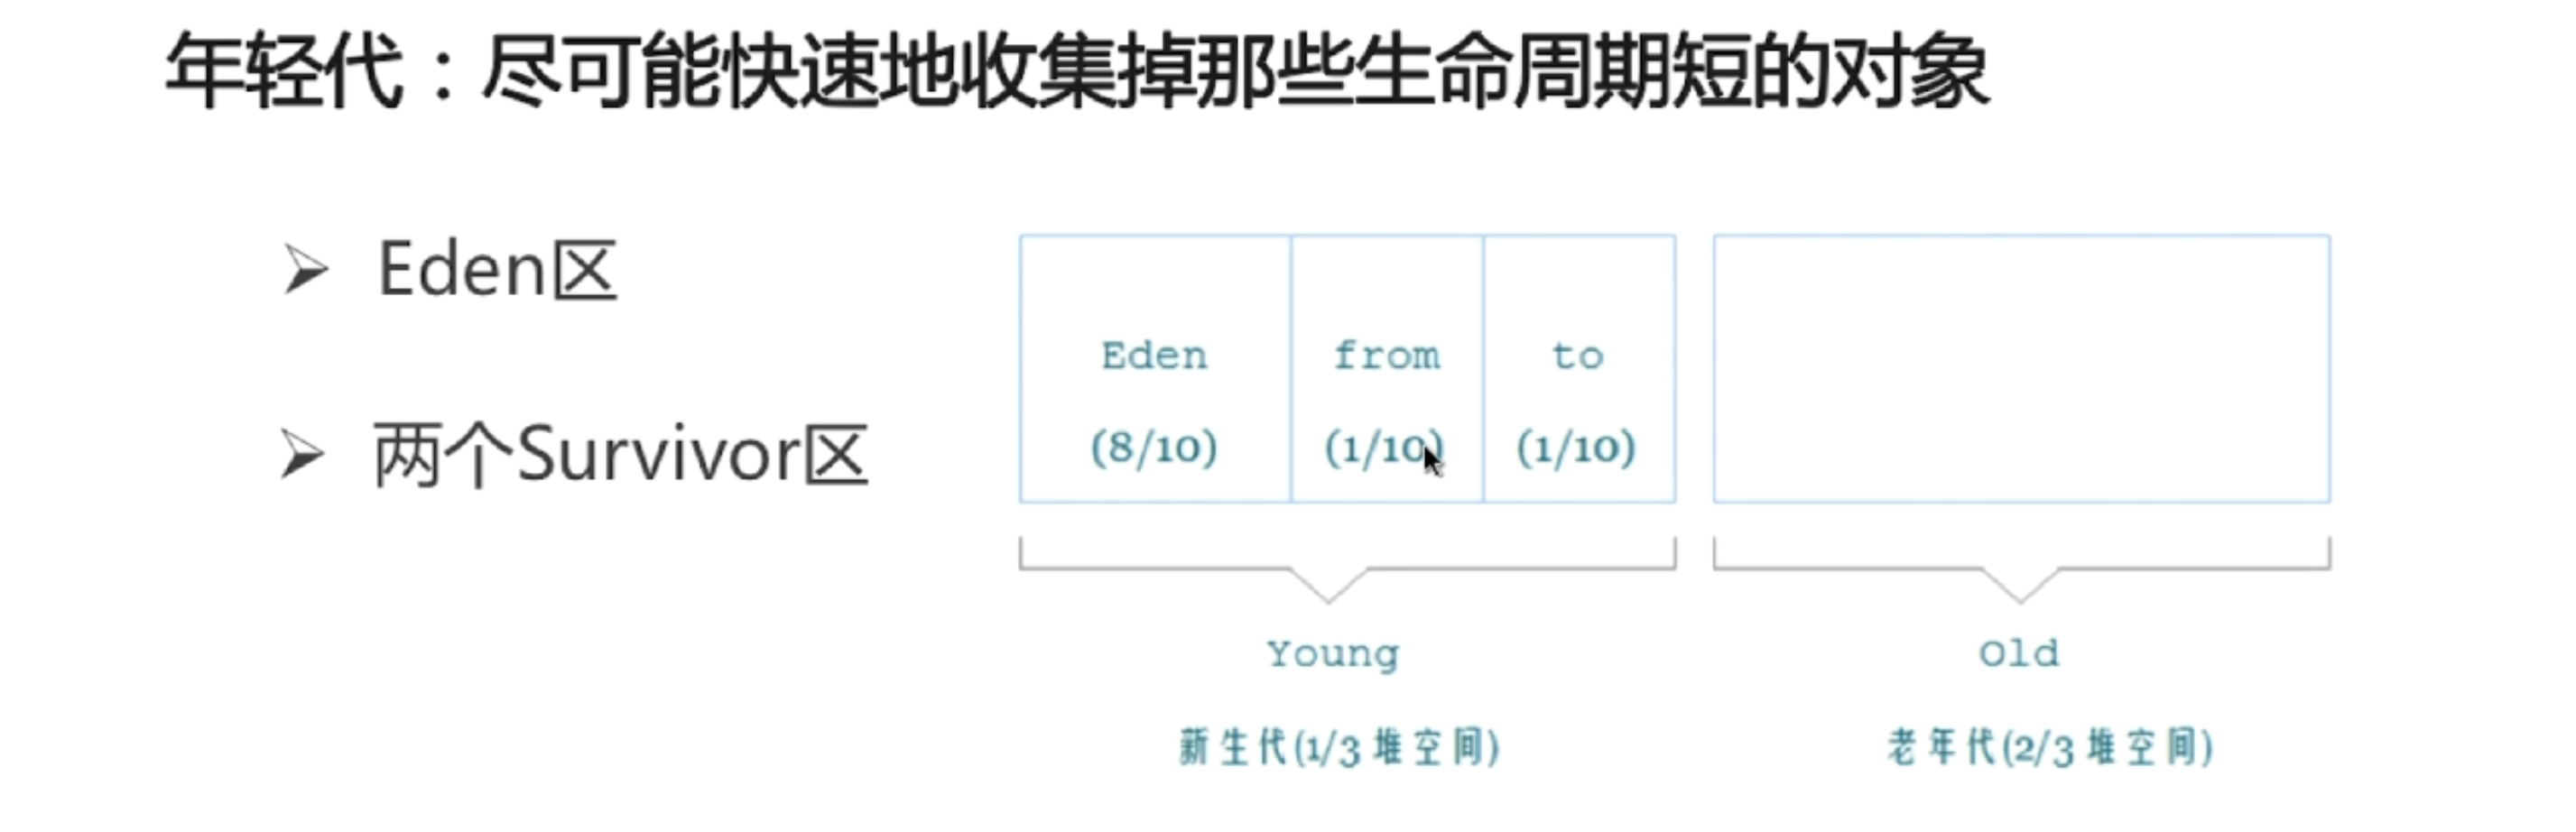 年轻代：尽可能快速地收集掉那些生命周期短的对象
Eden区
两个Survivor区
Eden from to
(8/10) (1/10) (1/10)
Young Old
新生代(1/3 堆空间) 老年代(2/3 堆空间)